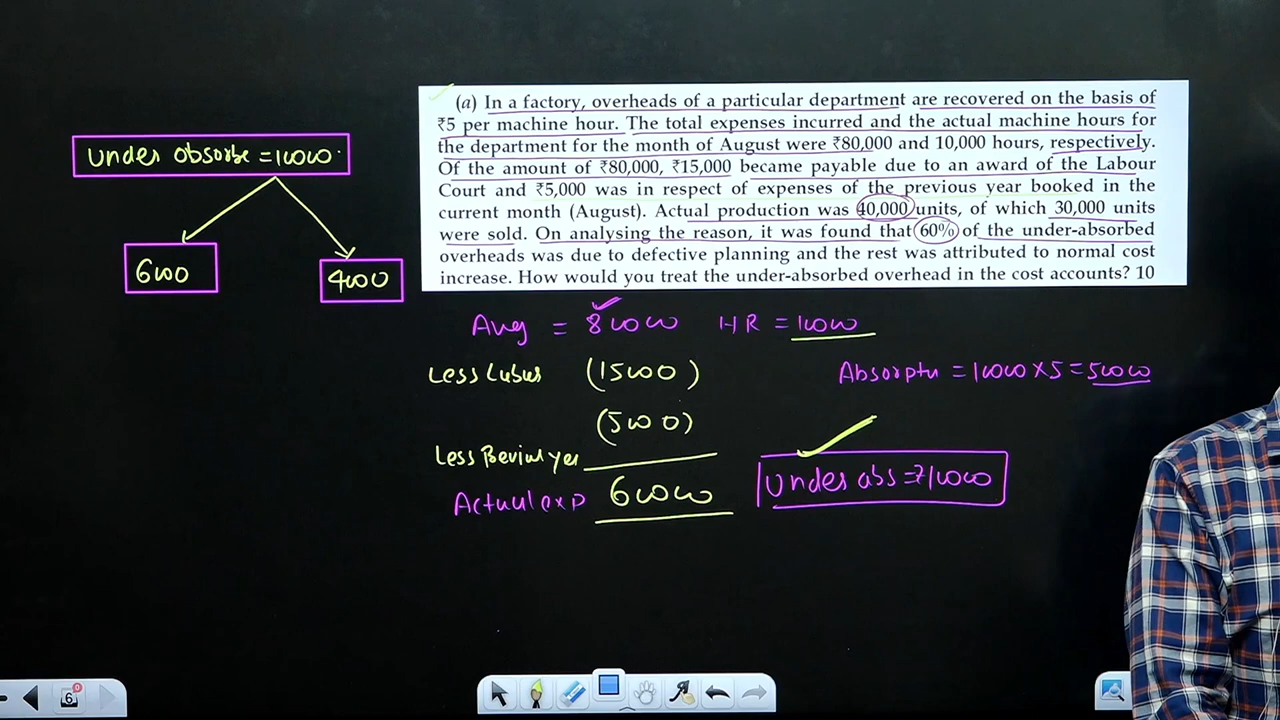 (a) In a factory, overheads of a particular department are recovered on the basis of
₹5 per machine hour. The total expenses incurred and the actual machine hours for
the department for the month of August were ₹80,000 and 10,000 hours, respectively.
Of the amount of ₹80,000, ₹15,000 became payable due to an award of the Labour
Court and ₹5,000 was in respect of expenses of the previous year booked in the
current month (August). Actual production was 40,000 units, of which 30,000 units
were sold. On analysing the reason, it was found that 60% of the under-absorbed
overheads was due to defective planning and the rest was attributed to normal cost
increase. How would you treat the under-absorbed overhead in the cost accounts? 10
Under absorbe = 10000
6000
4000
Aug = 80000 HR = 10000
Less (15000)
Absorptn = 10000 × 5 = 50000
(5000)
Less
Actual exp 60000
Under abs = 10000
6
0